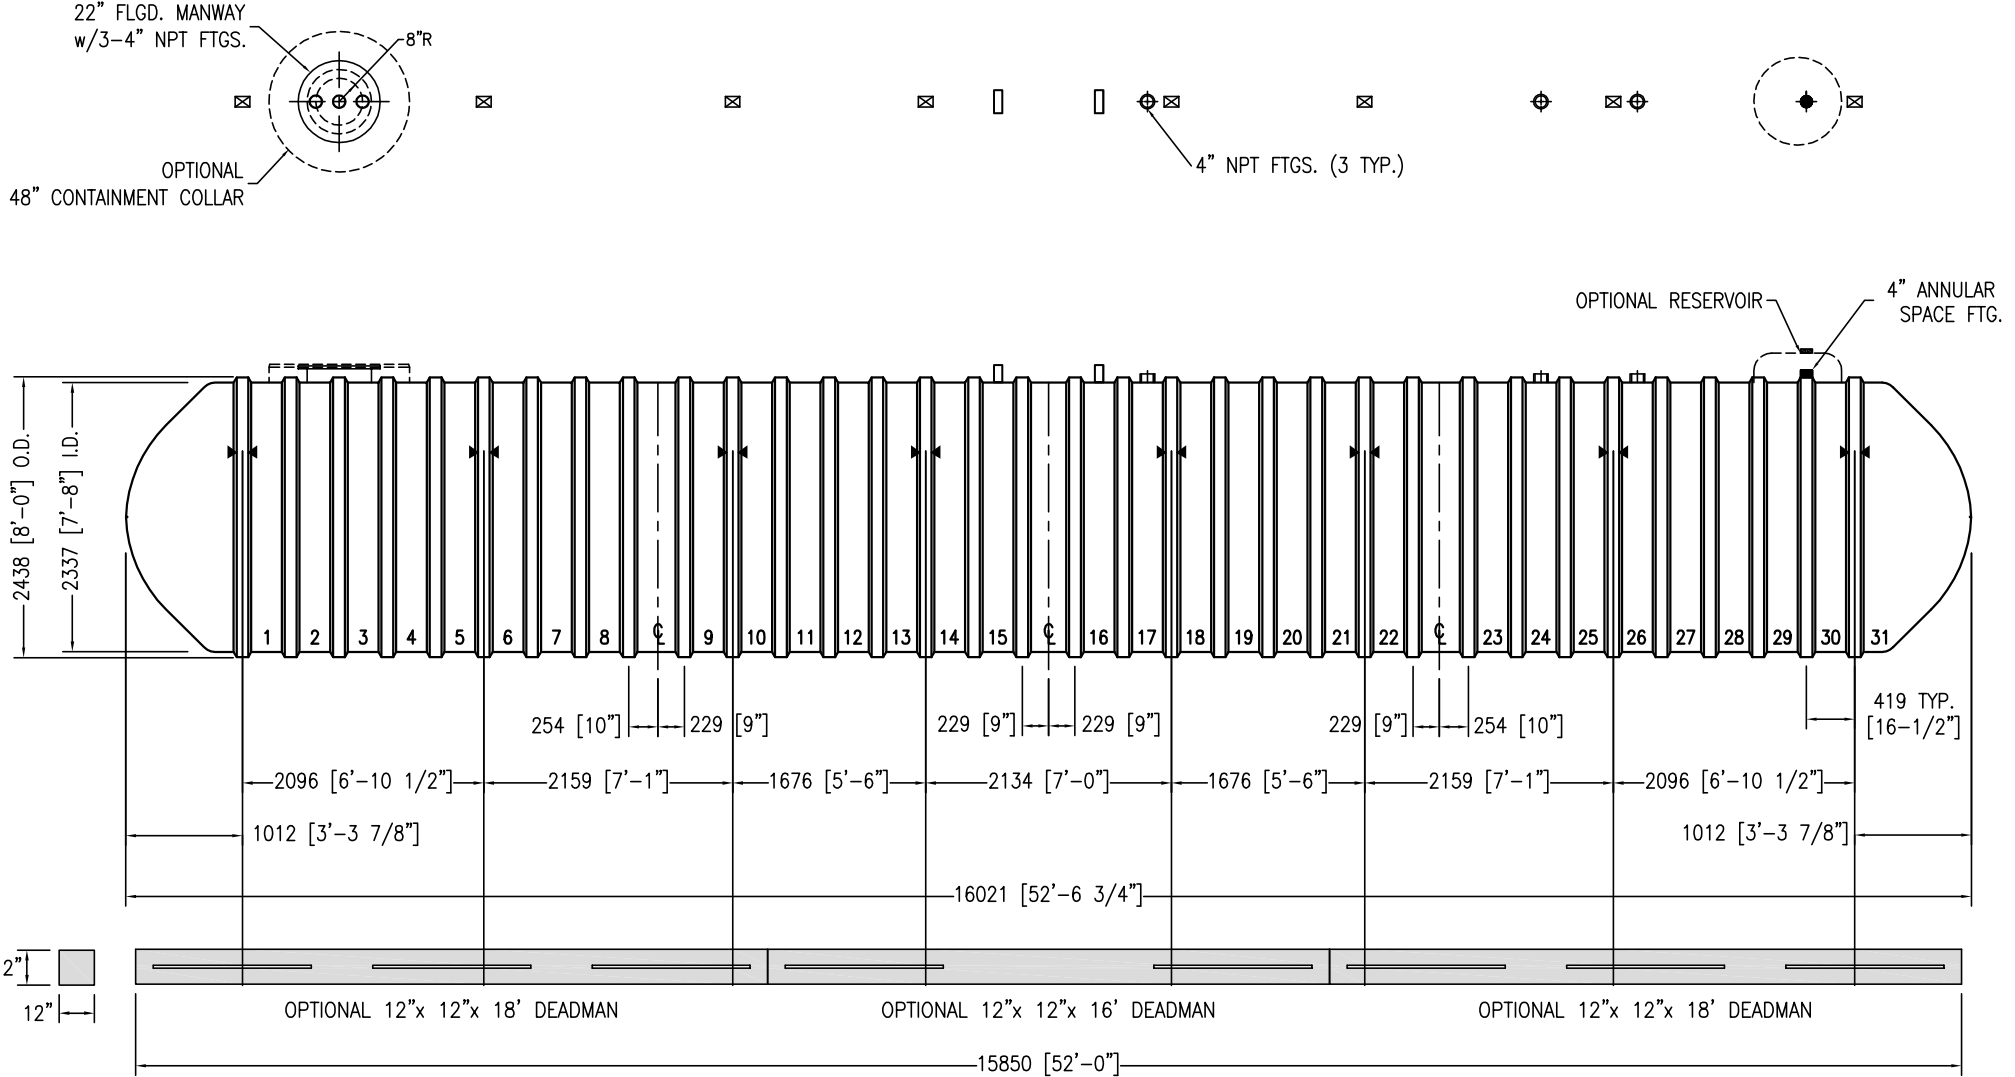 22” FLGD. MANWAY
w/3-4” NPT FTGS.
8”R
OPTIONAL
48” CONTAINMENT COLLAR
4” NPT FTGS. (3 TYP.)
OPTIONAL RESERVOIR
4” ANNULAR
SPACE FTG.
2438 [8’-0”] O.D.
2337 [7’-8”] I.D.
1 2 3 4 5 6 7 8 ℄ 9 10 11 12 13 14 15 ℄ 16 17 18 19 20 21 22 ℄ 23 24 25 26 27 28 29 30 31
254 [10”] 229 [9”] 229 [9”] 229 [9”] 229 [9”] 254 [10”]
419 TYP.
[16-1/2”]
2096 [6’-10 1/2”] 2159 [7’-1”] 1676 [5’-6”] 2134 [7’-0”] 1676 [5’-6”] 2159 [7’-1”] 2096 [6’-10 1/2”]
1012 [3’-3 7/8”] 1012 [3’-3 7/8”]
16021 [52’-6 3/4”]
2”
12”
OPTIONAL 12”x 12”x 18’ DEADMAN OPTIONAL 12”x 12”x 16’ DEADMAN OPTIONAL 12”x 12”x 18’ DEADMAN
15850 [52’-0”]